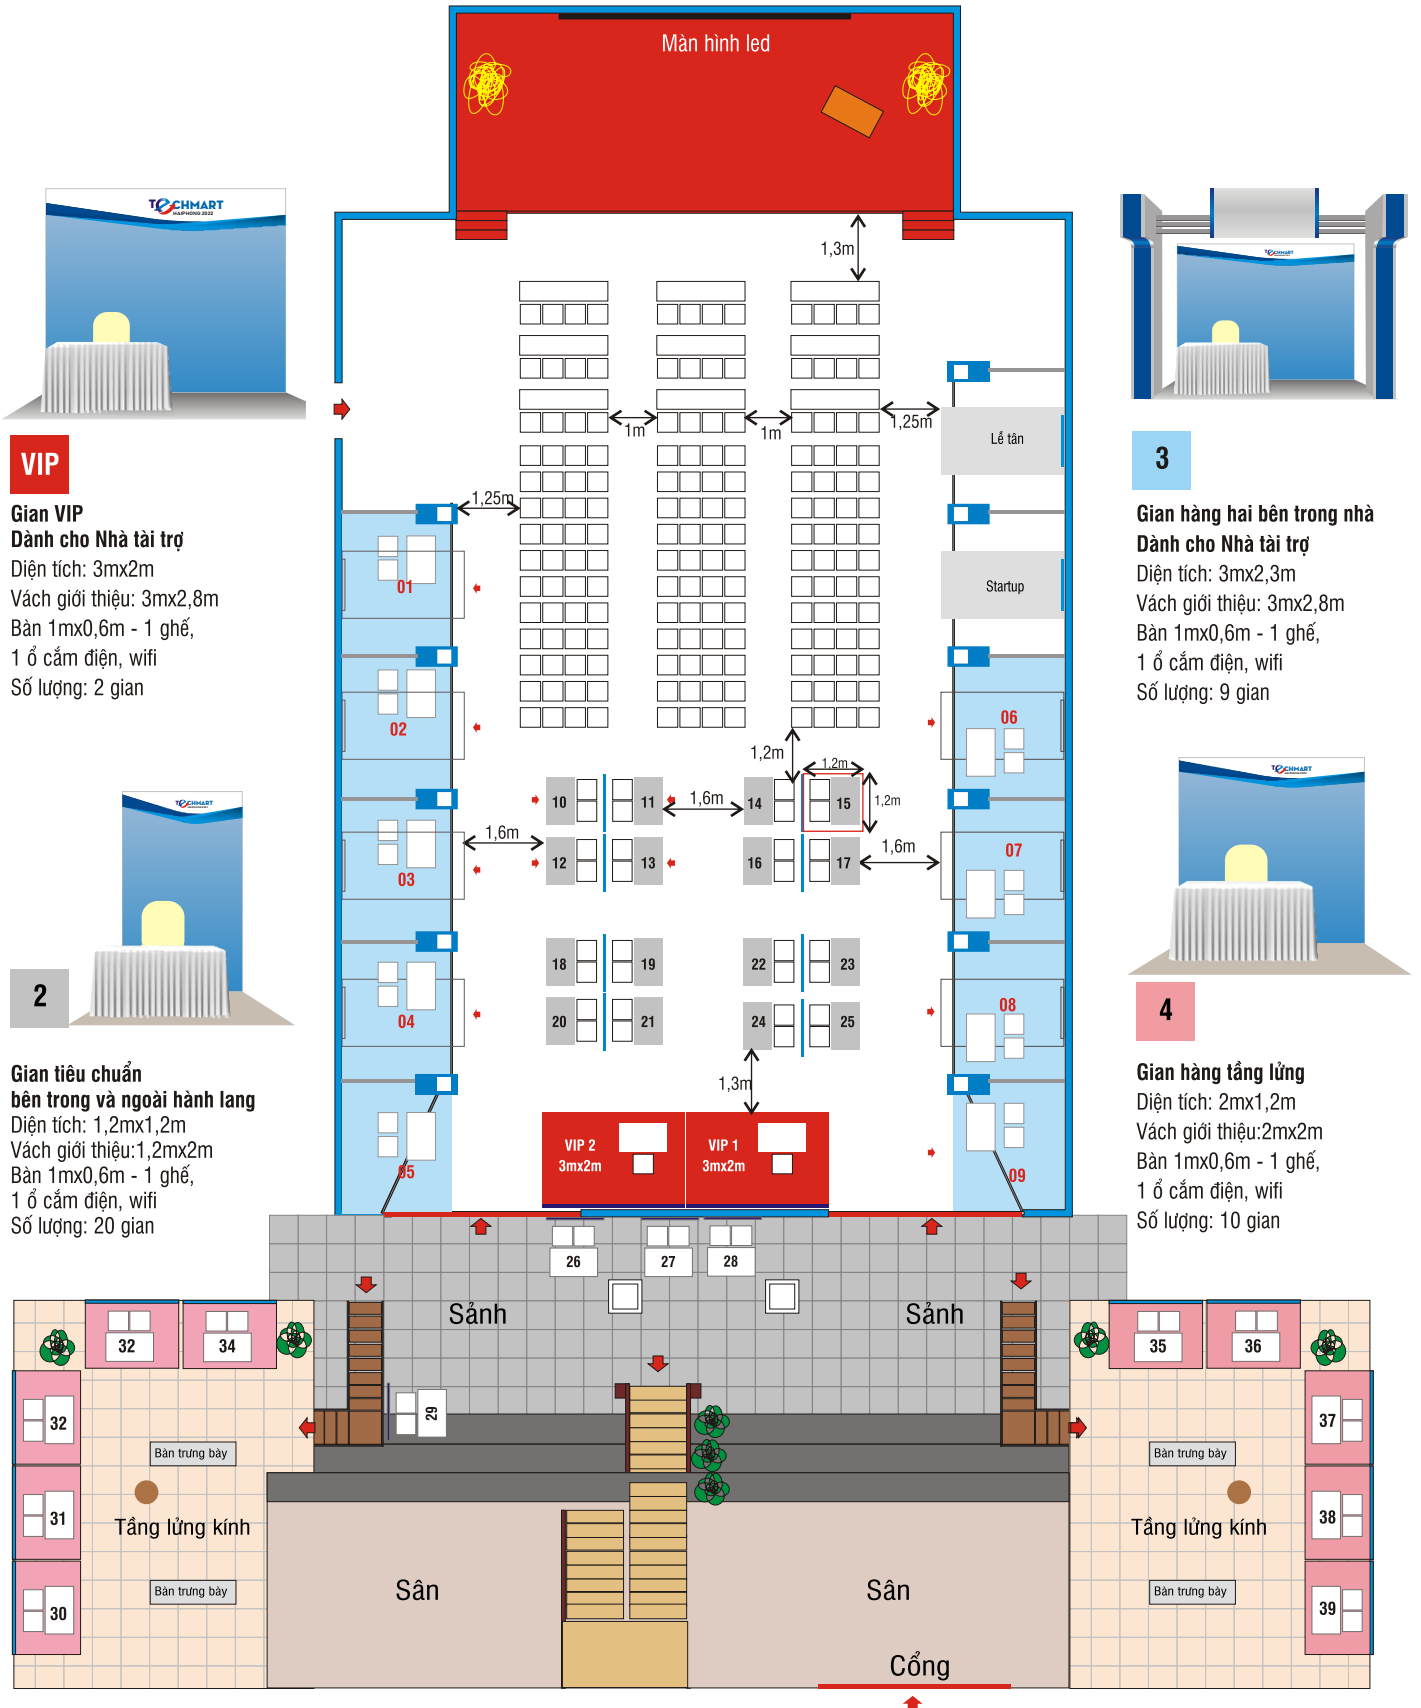 Màn hình led
TECHMART
HAIPHONG 2022
VIP
Gian VIP
Dành cho Nhà tài trợ
Diện tích: 3mx2m
Vách giới thiệu: 3mx2,8m
Bàn 1mx0,6m - 1 ghế,
1 ổ cắm điện, wifi
Số lượng: 2 gian
TECHMART
2
Gian tiêu chuẩn
bên trong và ngoài hành lang
Diện tích: 1,2mx1,2m
Vách giới thiệu:1,2mx2m
Bàn 1mx0,6m - 1 ghế,
1 ổ cắm điện, wifi
Số lượng: 20 gian
TECHMART
3
Gian hàng hai bên trong nhà
Dành cho Nhà tài trợ
Diện tích: 3mx2,3m
Vách giới thiệu: 3mx2,8m
Bàn 1mx0,6m - 1 ghế,
1 ổ cắm điện, wifi
Số lượng: 9 gian
TECHMART
4
Gian hàng tầng lửng
Diện tích: 2mx1,2m
Vách giới thiệu:2mx2m
Bàn 1mx0,6m - 1 ghế,
1 ổ cắm điện, wifi
Số lượng: 10 gian
1,3m
1m
1m
1,25m
Lễ tân
1,25m
Startup
01
02
03
04
05
06
07
08
09
1,2m
1.2m
1,2m
1,6m
1,6m
1,6m
10
11
14
15
12
13
16
17
18
19
22
23
20
21
24
25
1,3m
VIP 2
3mx2m
VIP 1
3mx2m
26
27
28
Sảnh
Sảnh
29
32
34
32
31
30
Bàn trưng bày
Tầng lửng kính
Bàn trưng bày
35
36
37
38
39
Bàn trưng bày
Tầng lửng kính
Bàn trưng bày
Sân
Sân
Cổng